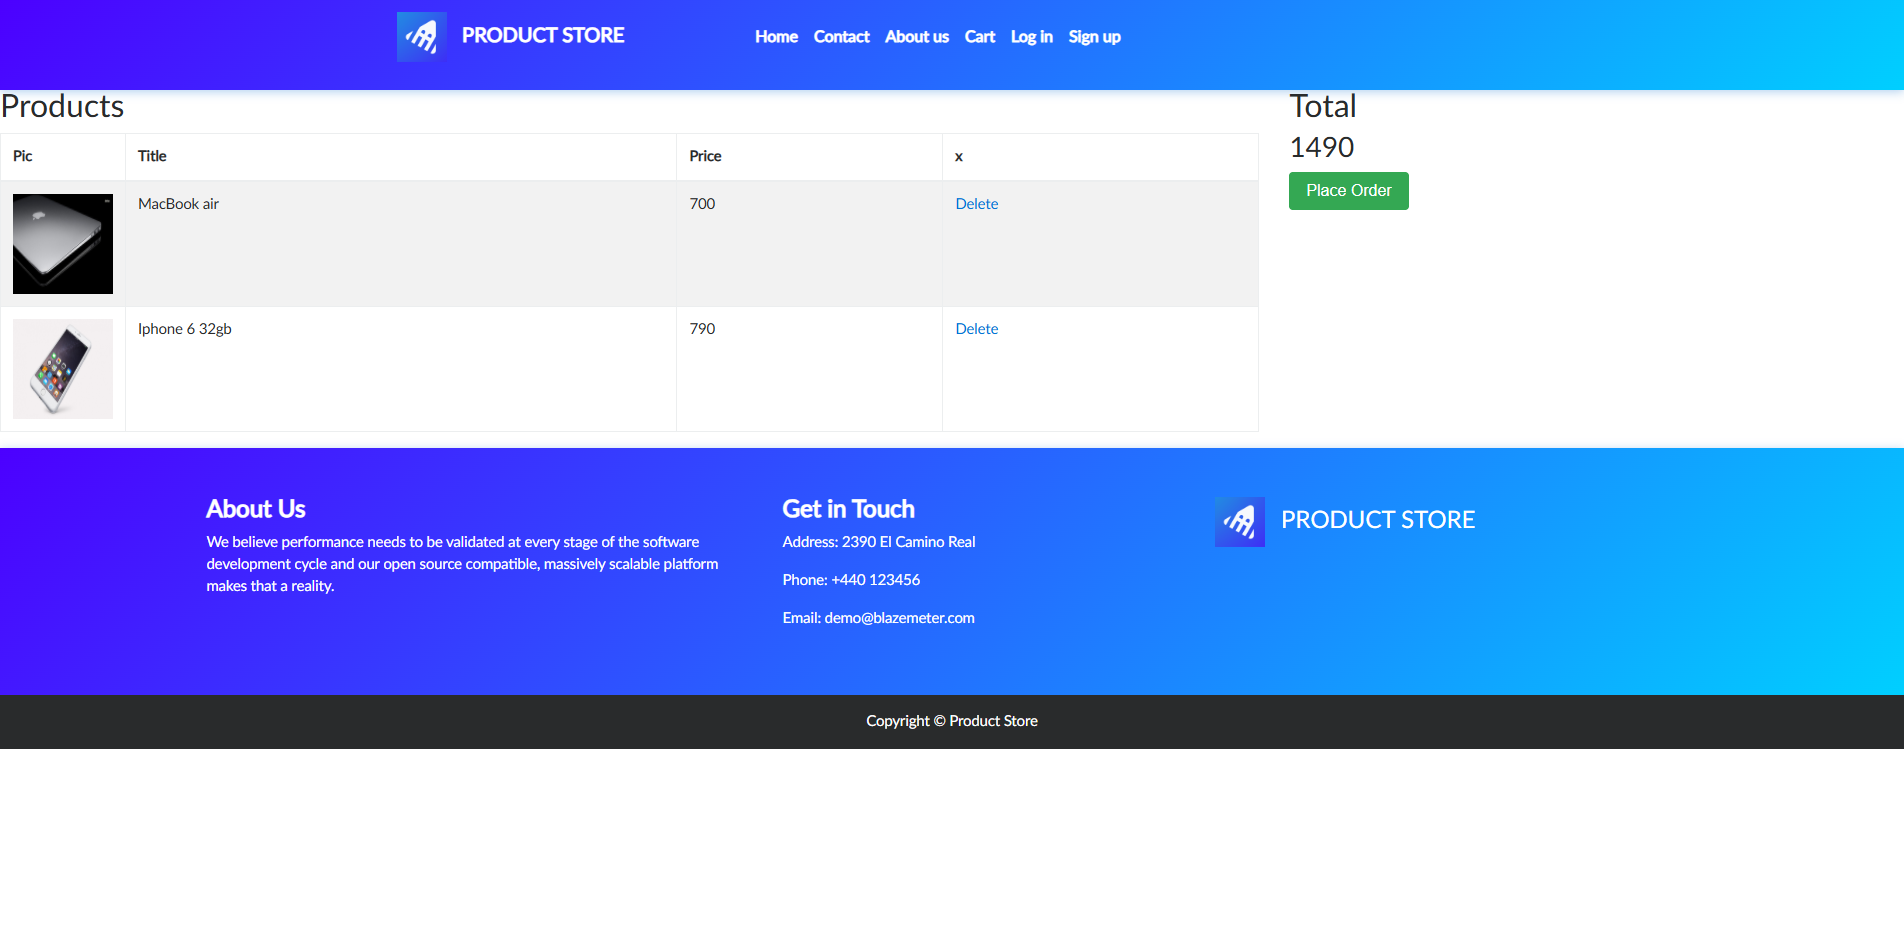 PRODUCT STORE
Home Contact About us Cart Log in Sign up
Products
Pic Title Price x
MacBook air 700 Delete
Iphone 6 32gb 790 Delete
Total
1490
Place Order
About Us
We believe performance needs to be validated at every stage of the software
development cycle and our open source compatible, massively scalable platform
makes that a reality.
Get in Touch
Address: 2390 El Camino Real
Phone: +440 123456
Email: demo@blazemeter.com
PRODUCT STORE
Copyright © Product Store